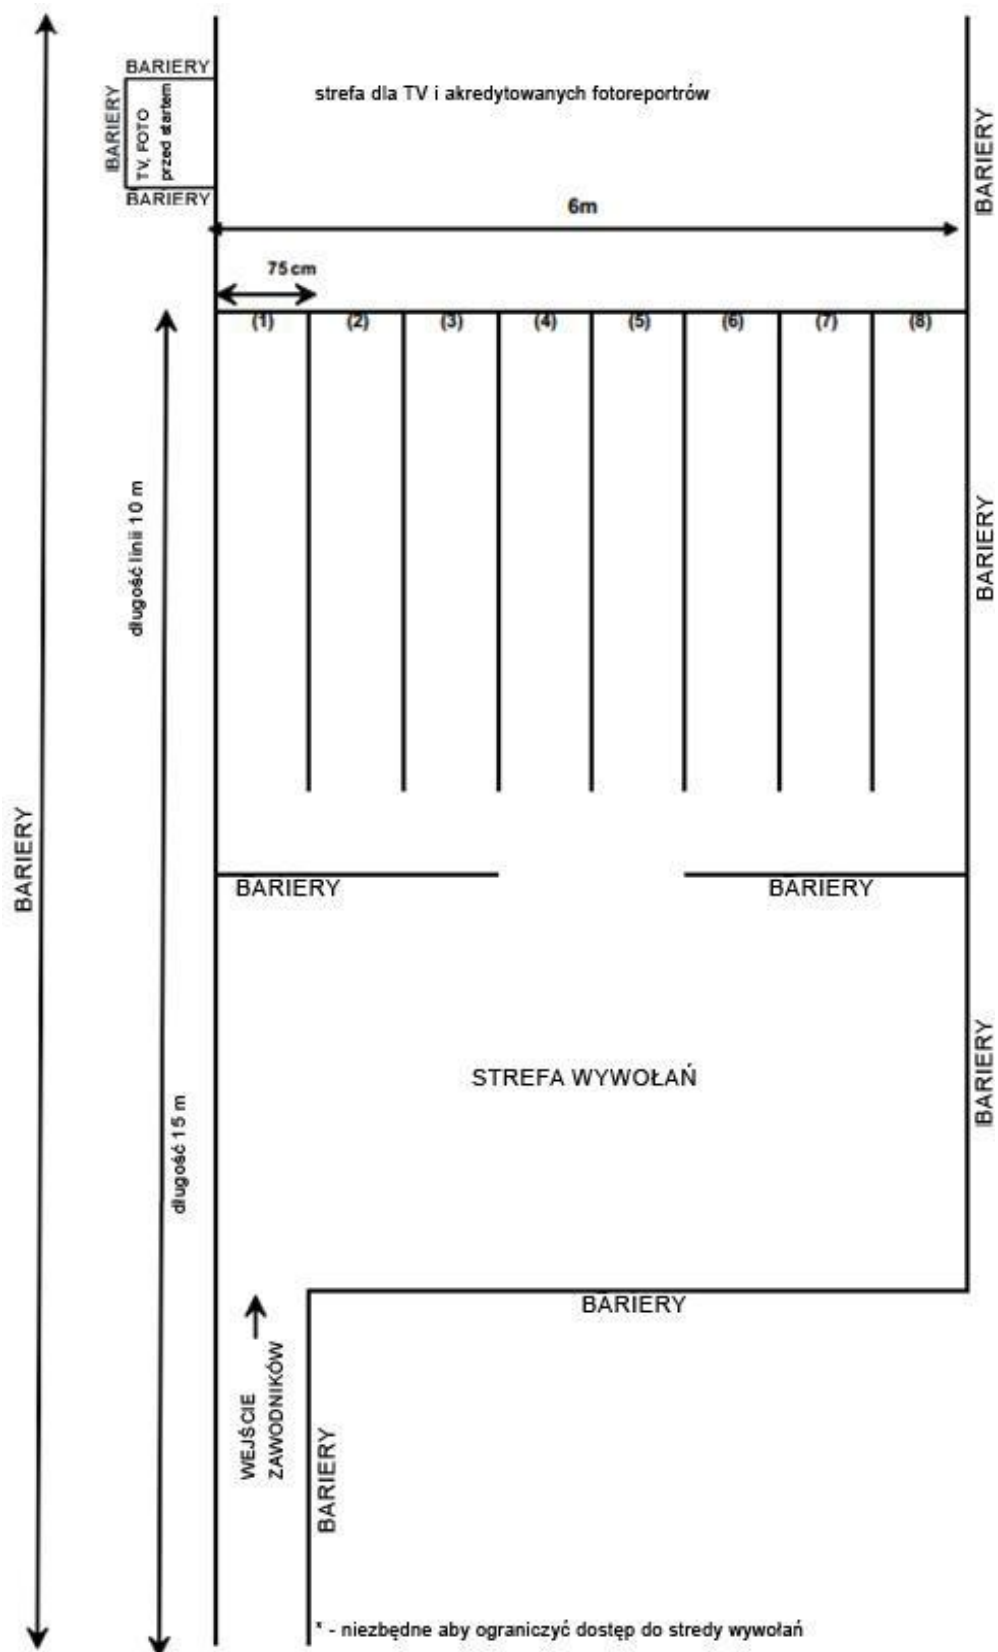 BARIERY
strefa dla TV i akredytowanych fotoreportrów
BARIERY
TV, FOTO
przed startem
BARIERY
BARIERY
6m
75 cm
(1) (2) (3) (4) (5) (6) (7) (8)
długość linii 10 m
BARIERY
BARIERY
BARIERY
BARIERY
STREFA WYWOŁAŃ
BARIERY
długość 15 m
BARIERY
WEJŚCIE
ZAWODNIKÓW
BARIERY
* - niezbędne aby ograniczyć dostęp do stredy wywołań